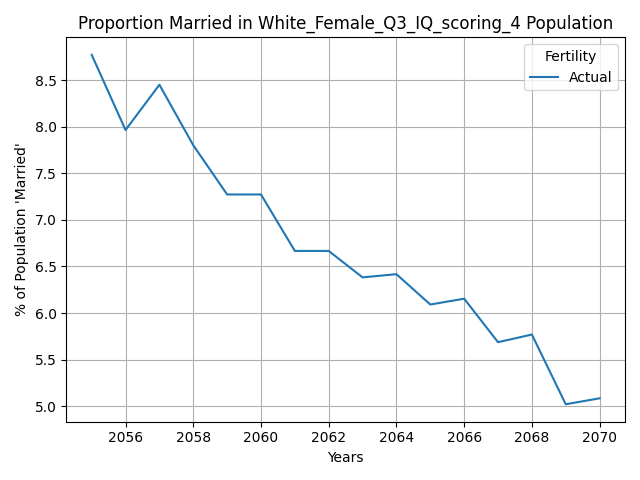 Proportion Married in White_Female_Q3_IQ_scoring_4 Population
Fertility
Actual
% of Population 'Married'
8.5
8.0
7.5
7.0
6.5
6.0
5.5
5.0
2056 2058 2060 2062 2064 2066 2068 2070
Years